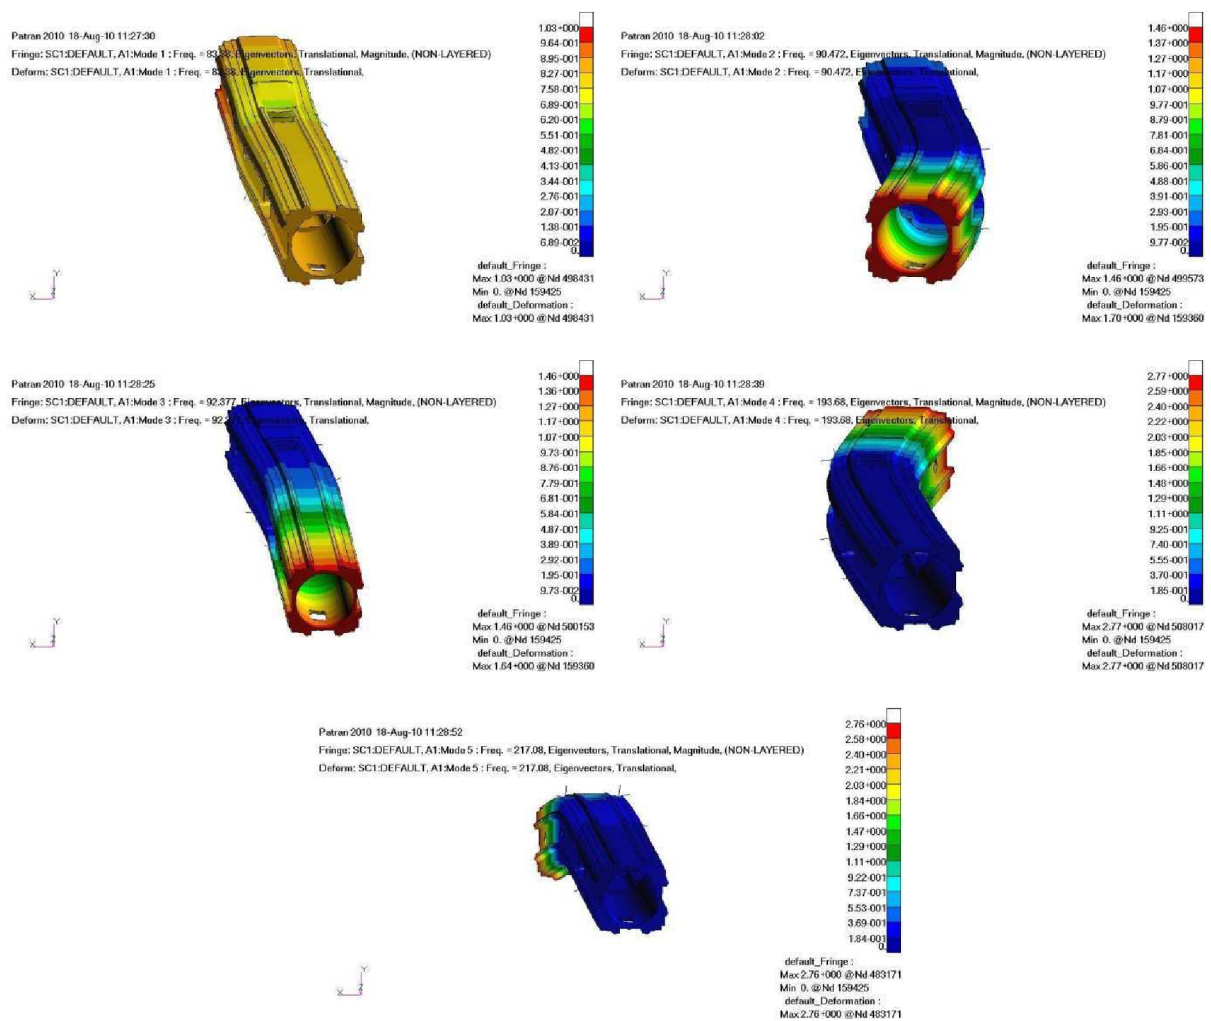 Patran 2010 18-Aug-10 11:27:30
Fringe: SC1:DEFAULT, A1:Mode 1 : Freq. = 83.38, Eigenvectors, Translational, Magnitude, (NON-LAYERED)
Deform: SC1:DEFAULT, A1:Mode 1 : Freq. = 83.38, Eigenvectors, Translational,
1.03+000
9.64-001
8.95-001
8.27-001
7.58-001
6.89-001
6.20-001
5.51-001
4.82-001
4.13-001
3.44-001
2.76-001
2.07-001
1.38-001
6.89-002
0.
default_Fringe :
Max 1.03+000 @Nd 498431
Min 0. @Nd 159425
default_Deformation :
Max 1.03+000 @Nd 498431
Y
X Z
Patran 2010 18-Aug-10 11:28:02
Fringe: SC1:DEFAULT, A1:Mode 2 : Freq. = 90.472, Eigenvectors, Translational, Magnitude, (NON-LAYERED)
Deform: SC1:DEFAULT, A1:Mode 2 : Freq. = 90.472, Eigenvectors, Translational,
1.46+000
1.37+000
1.27+000
1.17+000
1.07+000
9.77-001
8.79-001
7.81-001
6.84-001
5.86-001
4.88-001
3.91-001
2.93-001
1.95-001
9.77-002
0.
default_Fringe :
Max 1.46+000 @Nd 499573
Min 0. @Nd 159425
default_Deformation :
Max 1.70+000 @Nd 159360
Y
X Z
Patran 2010 18-Aug-10 11:28:25
Fringe: SC1:DEFAULT, A1:Mode 3 : Freq. = 92.377, Eigenvectors, Translational, Magnitude, (NON-LAYERED)
Deform: SC1:DEFAULT, A1:Mode 3 : Freq. = 92.377, Eigenvectors, Translational,
1.46+000
1.36+000
1.27+000
1.17+000
1.07+000
9.73-001
8.76-001
7.79-001
6.81-001
5.84-001
4.87-001
3.89-001
2.92-001
1.95-001
9.73-002
0.
default_Fringe :
Max 1.46+000 @Nd 500153
Min 0. @Nd 159425
default_Deformation :
Max 1.64+000 @Nd 159360
Y
X Z
Patran 2010 18-Aug-10 11:28:39
Fringe: SC1:DEFAULT, A1:Mode 4 : Freq. = 193.68, Eigenvectors, Translational, Magnitude, (NON-LAYERED)
Deform: SC1:DEFAULT, A1:Mode 4 : Freq. = 193.68, Eigenvectors, Translational,
2.77+000
2.59+000
2.40+000
2.22+000
2.03+000
1.85+000
1.66+000
1.48+000
1.29+000
1.11+000
9.25-001
7.40-001
5.55-001
3.70-001
1.85-001
0.
default_Fringe :
Max 2.77+000 @Nd 508017
Min 0. @Nd 159425
default_Deformation :
Max 2.77+000 @Nd 508017
Y
X Z
Patran 2010 18-Aug-10 11:28:52
Fringe: SC1:DEFAULT, A1:Mode 5 : Freq. = 217.08, Eigenvectors, Translational, Magnitude, (NON-LAYERED)
Deform: SC1:DEFAULT, A1:Mode 5 : Freq. = 217.08, Eigenvectors, Translational,
2.76+000
2.58+000
2.40+000
2.21+000
2.03+000
1.84+000
1.66+000
1.47+000
1.29+000
1.11+000
9.22-001
7.37-001
5.53-001
3.69-001
1.84-001
0.
default_Fringe :
Max 2.76+000 @Nd 483171
Min 0. @Nd 159425
default_Deformation :
Max 2.76+000 @Nd 483171
Y
X Z